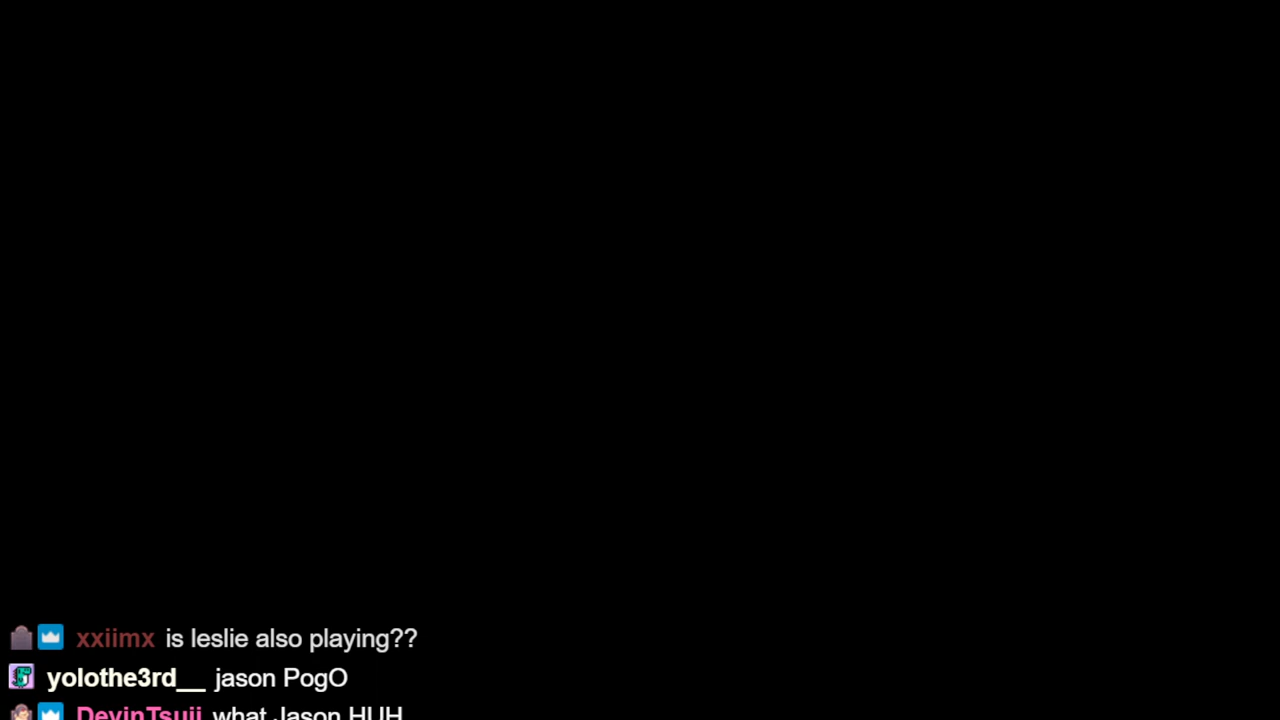 xxiimx is leslie also playing??
yolothe3rd__ jason PogO
DevinTsuii what Jason HUH